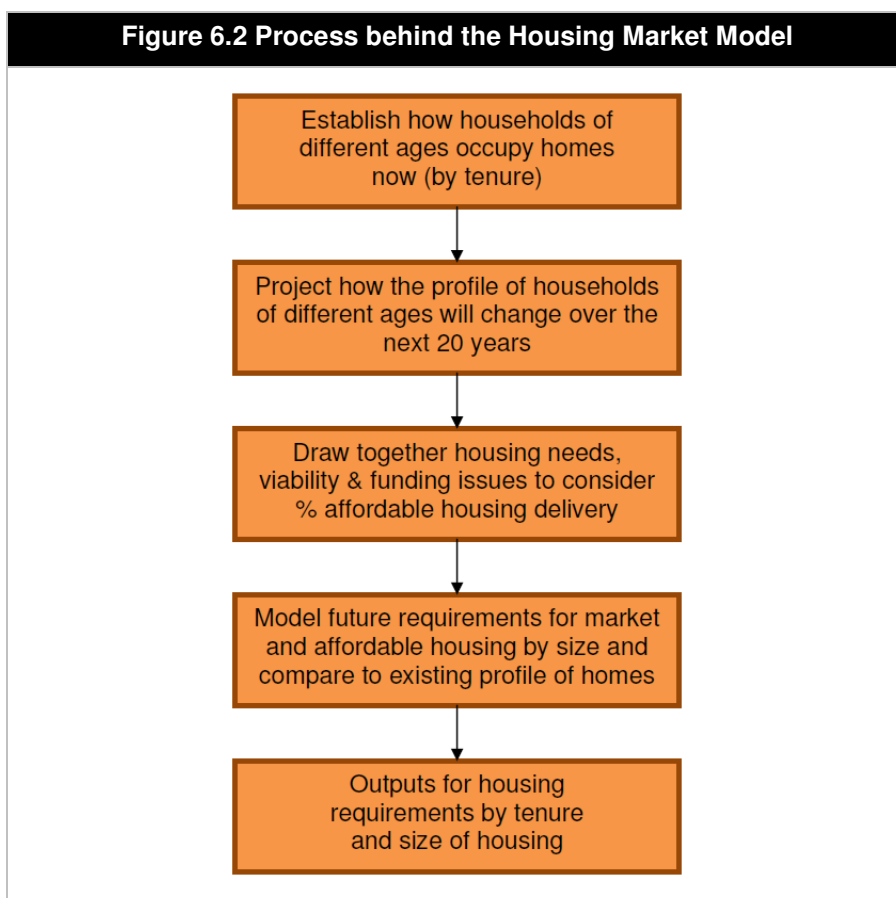 Figure 6.2 Process behind the Housing Market Model
Establish how households of
different ages occupy homes
now (by tenure)
Project how the profile of households
of different ages will change over the
next 20 years
Draw together housing needs,
viability & funding issues to consider
% affordable housing delivery
Model future requirements for market
and affordable housing by size and
compare to existing profile of homes
Outputs for housing
requirements by tenure
and size of housing